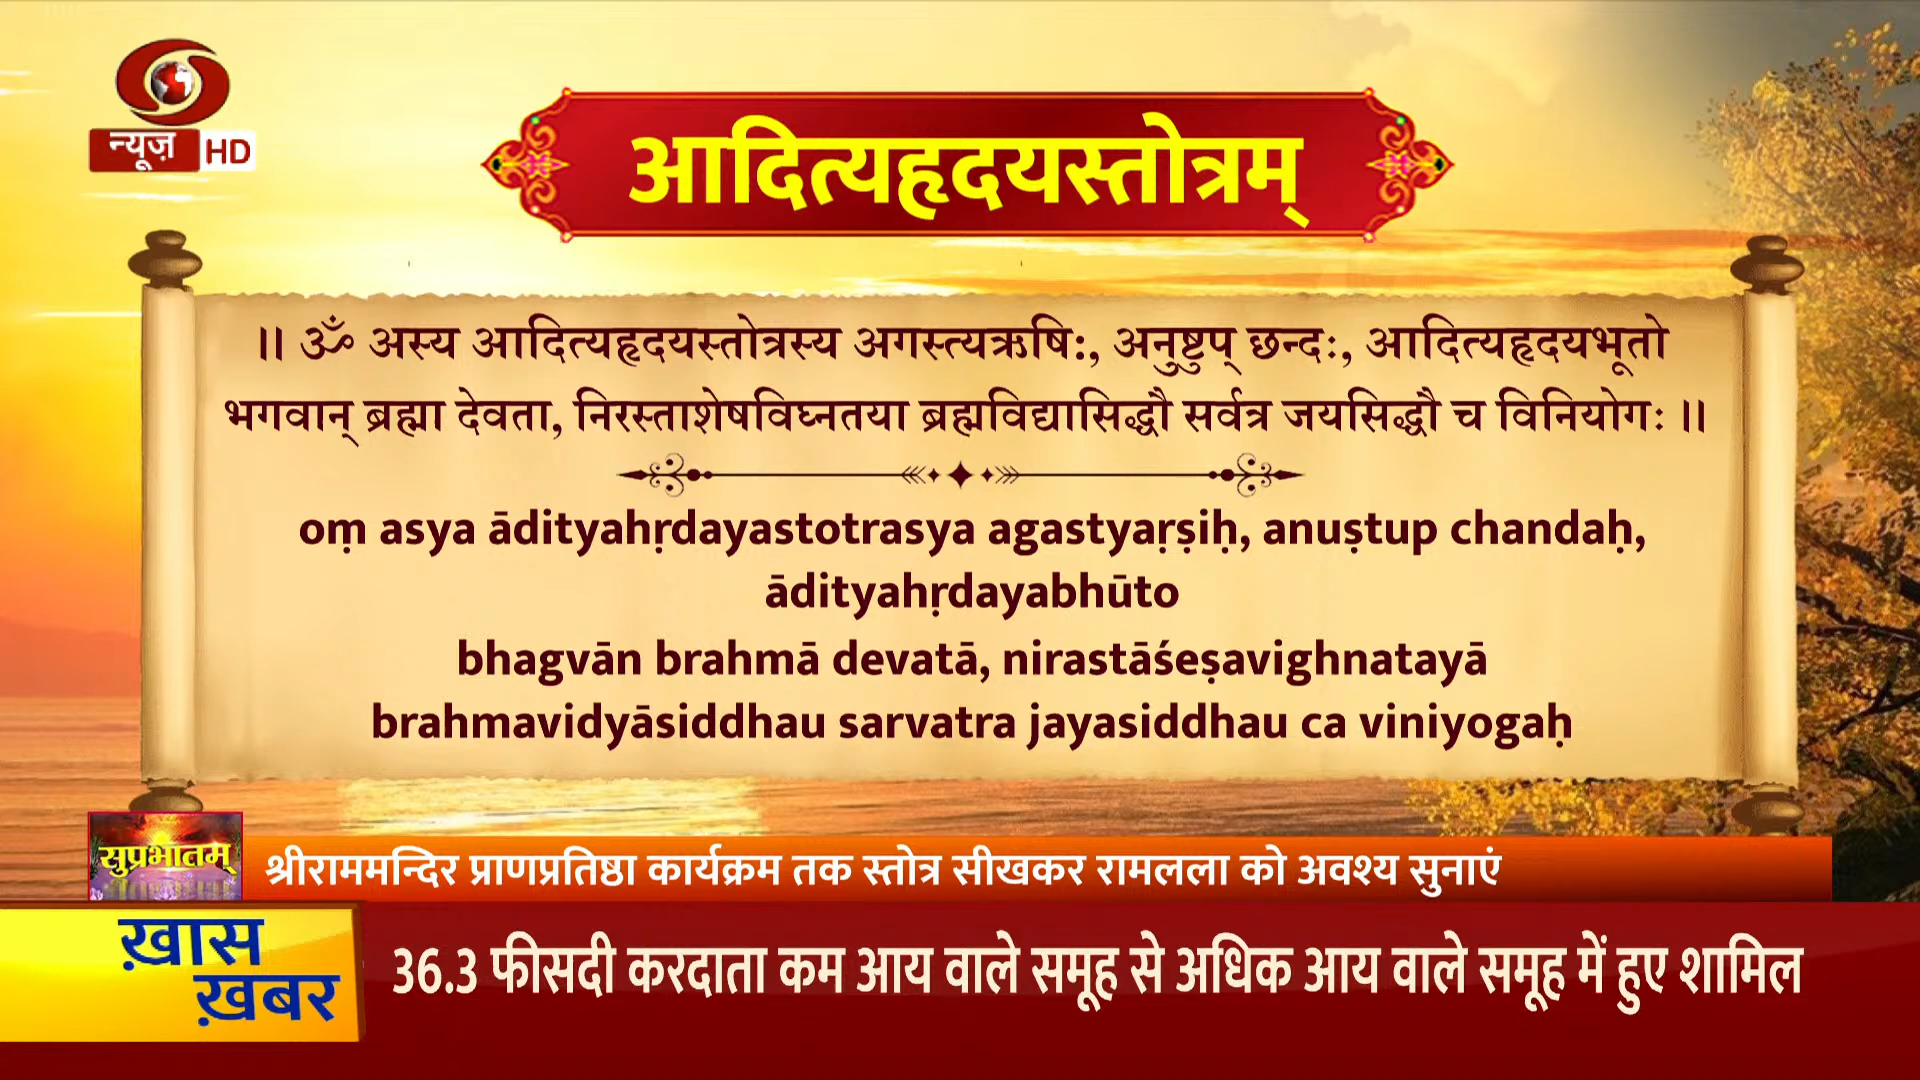 न्यूज़ HD
आदित्यहृदयस्तोत्रम्
॥ ॐ अस्य आदित्यहृदयस्तोत्रस्य अगस्त्यऋषि:, अनुष्टुप् छन्दः, आदित्यहृदयभूतो
भगवान् ब्रह्मा देवता, निरस्ताशेषविघ्नतया ब्रह्मविद्यासिद्धौ सर्वत्र जयसिद्धौ च विनियोगः ॥
oṃ asya ādityahṛdayastotrasya agastyaṛṣiḥ, anuṣtup chandaḥ,
ādityahṛdayabhūto
bhagvān brahmā devatā, nirastāśeṣavighnatayā
brahmavidyāsiddhau sarvatra jayasiddhau ca viniyogaḥ
सुप्रभातम्
श्रीराममन्दिर प्राणप्रतिष्ठा कार्यक्रम तक स्तोत्र सीखकर रामलला को अवश्य सुनाएं
ख़ास
ख़बर
36.3 फीसदी करदाता कम आय वाले समूह से अधिक आय वाले समूह में हुए शामिल